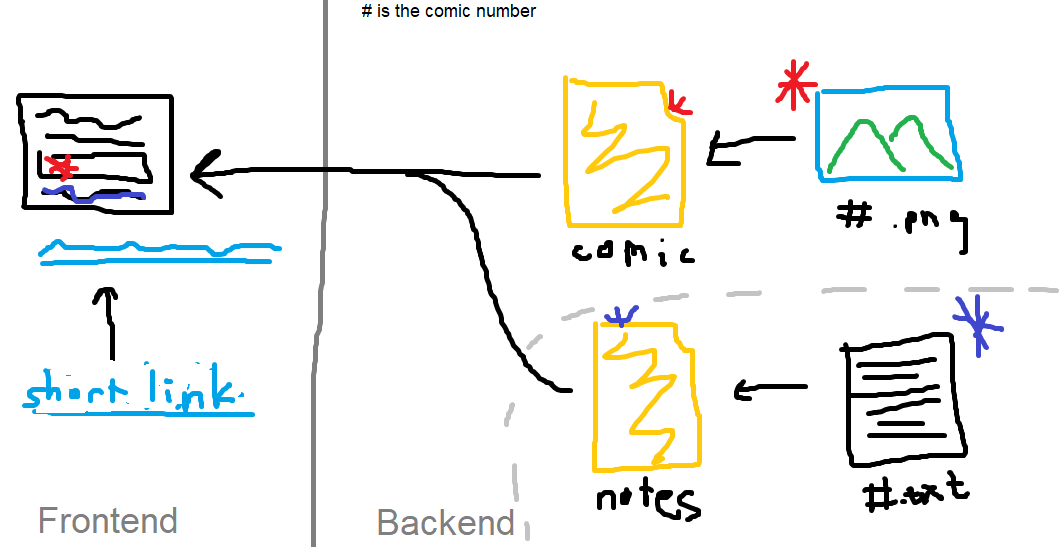 # is the comic number
comic
#.png
short link.
notes
#.txt
Frontend
Backend